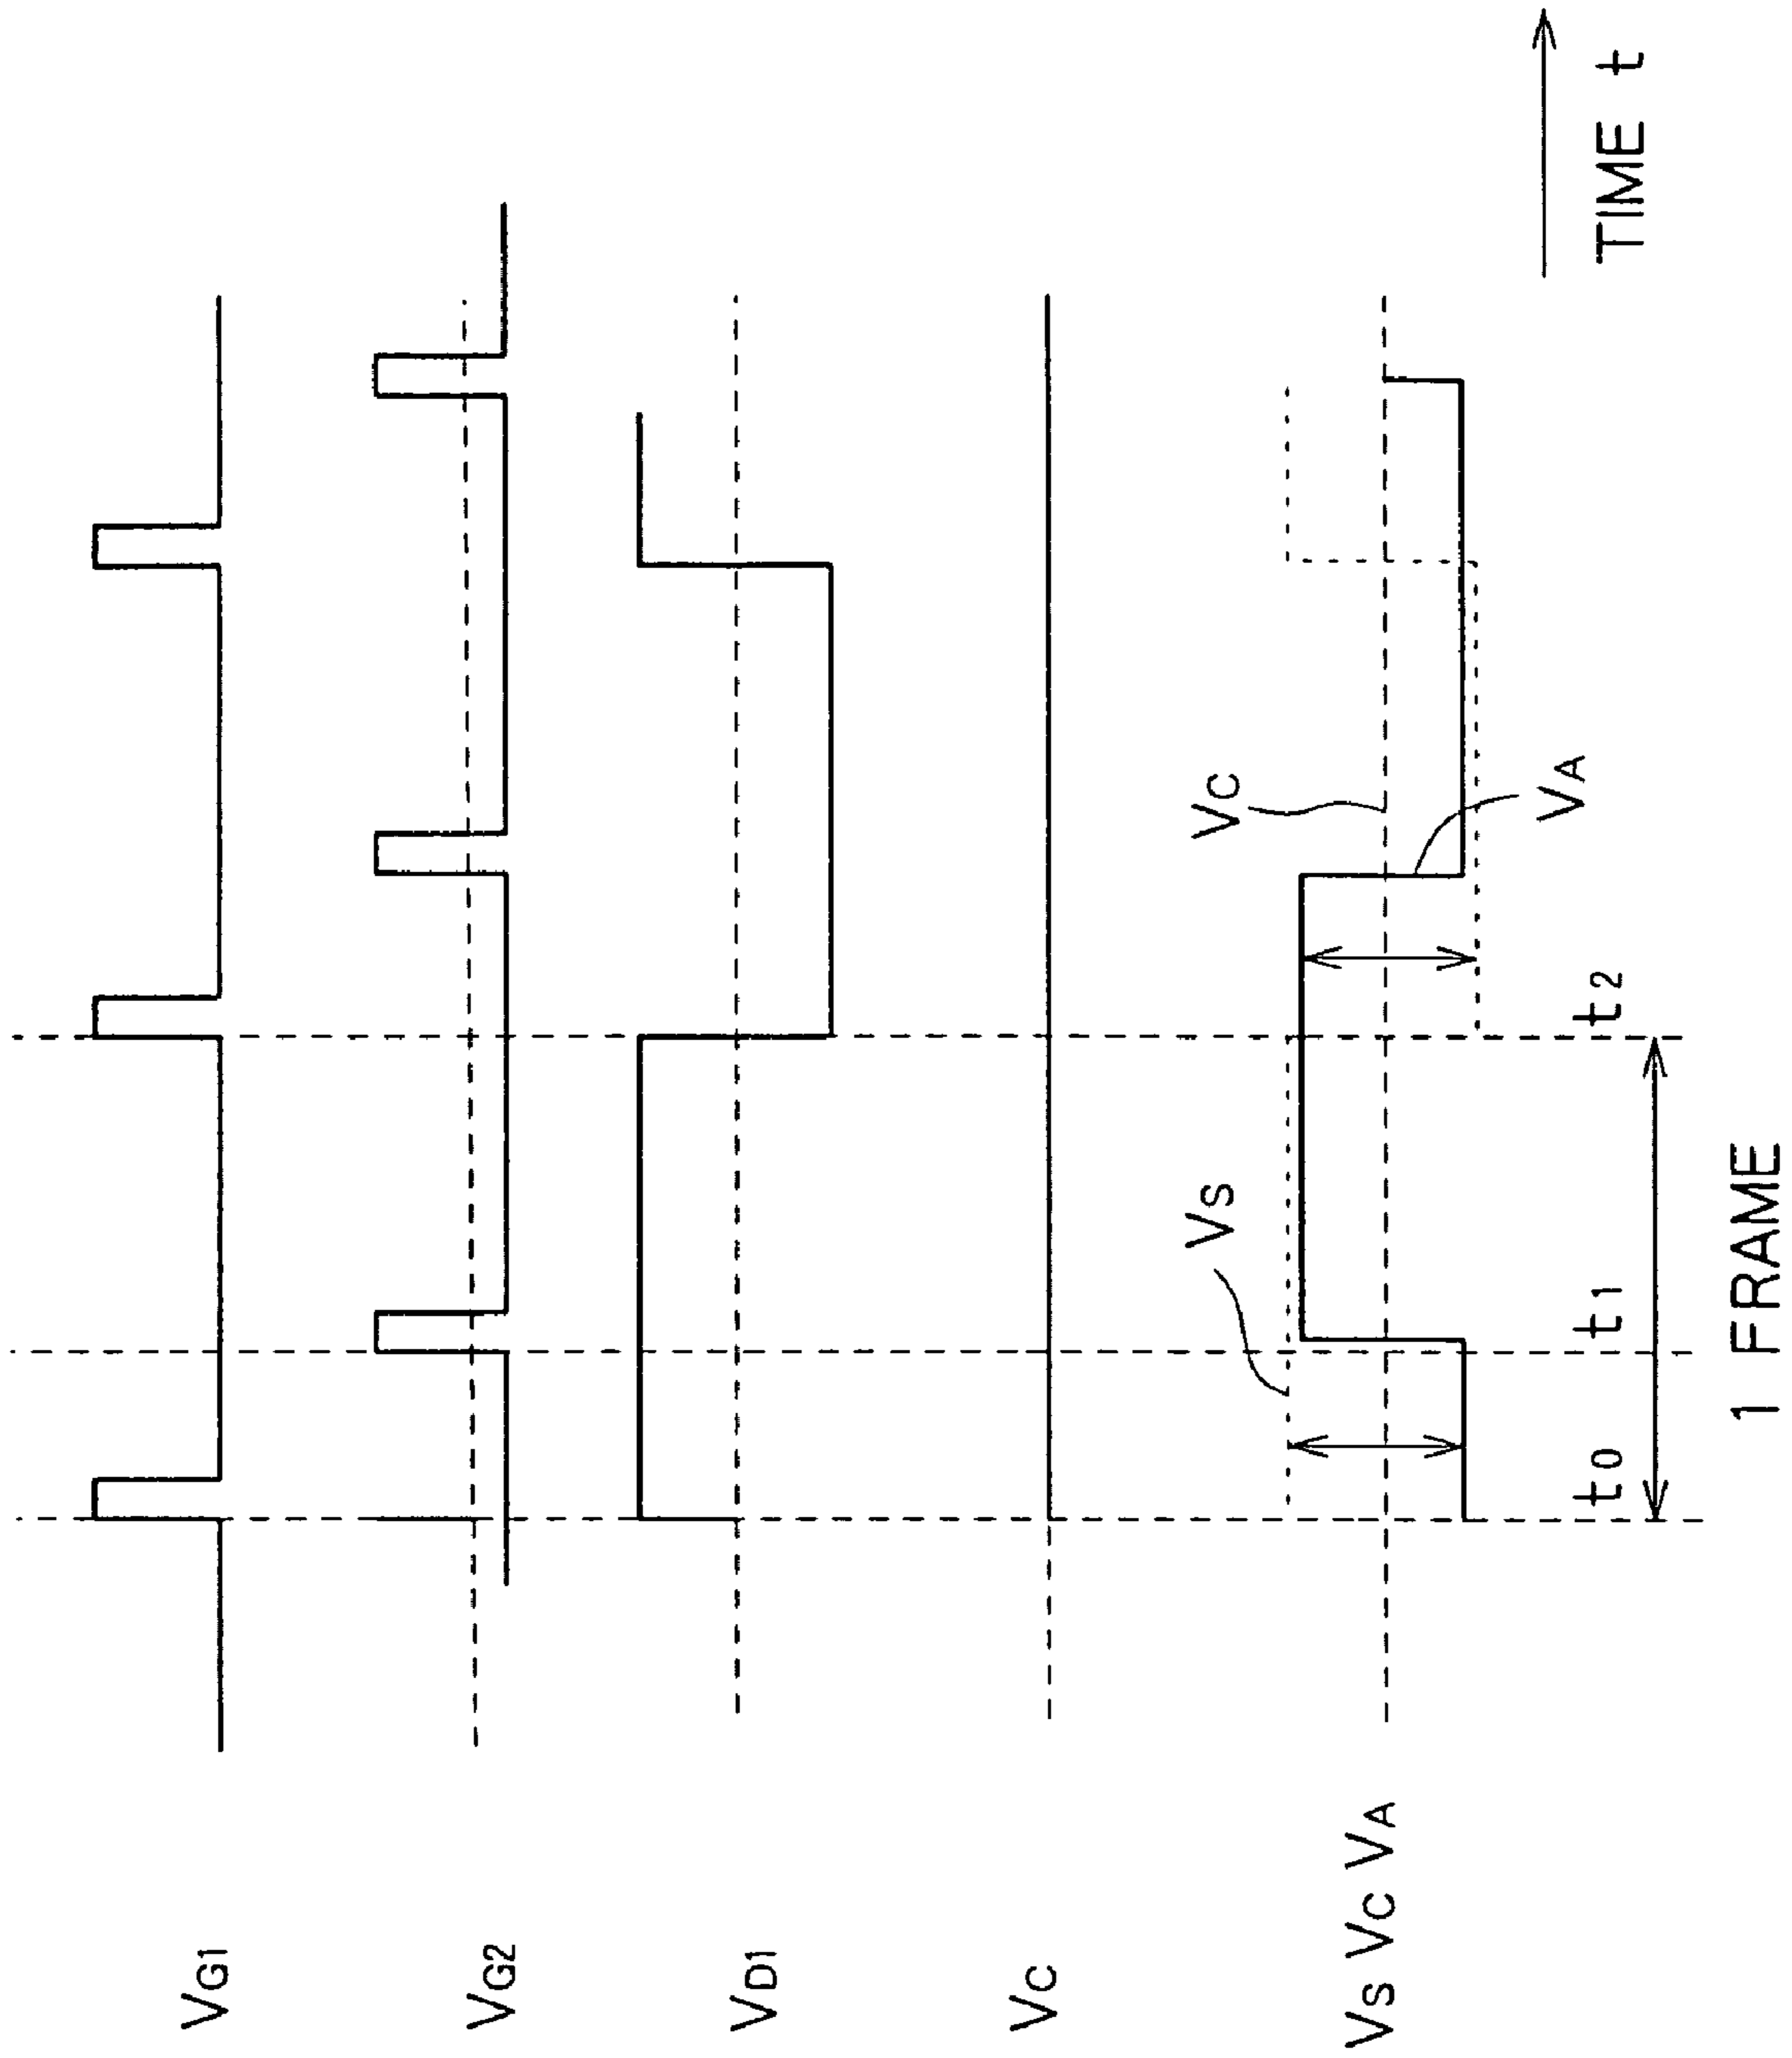 VG1
VG2
VD1
VC
VS VC VA
VS
VC
VA
t0
t1
t2
1 FRAME
TIME t